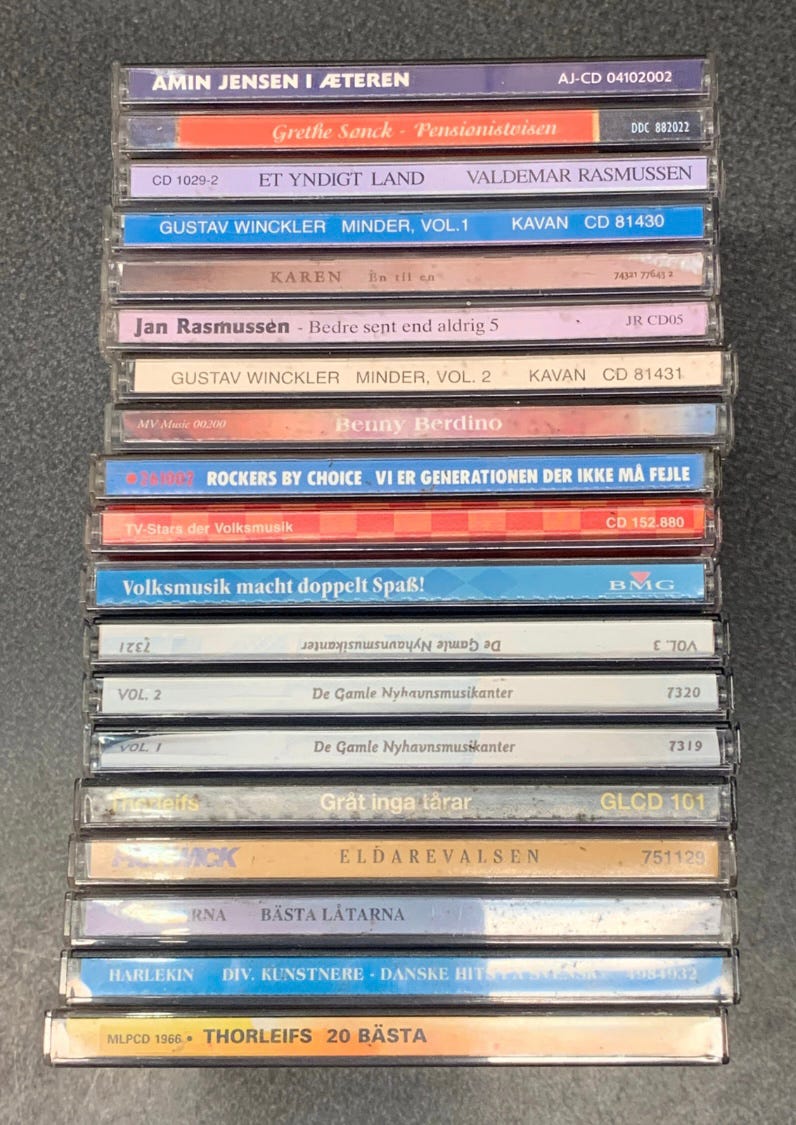 AMIN JENSEN I ÆTEREN AJ-CD 04102002
Grethe Sønck - Pensionistvisen DDC 882022
CD 1029-2 ET YNDIGT LAND VALDEMAR RASMUSSEN
GUSTAV WINCKLER MINDER, VOL.1 KAVAN CD 81430
KAREN En til en 74321 77643 2
Jan Rasmussen - Bedre sent end aldrig 5 JR CD05
GUSTAV WINCKLER MINDER, VOL. 2 KAVAN CD 81431
MV Music 00200 Benny Berdino
261002 ROCKERS BY CHOICE VI ER GENERATIONEN DER IKKE MÅ FEJLE
TV-Stars der Volksmusik CD 152.880
Volksmusik macht doppelt Spaß! BMG
VOL. 3 De Gamle Nyhavnsmusikanter 7321
VOL. 2 De Gamle Nyhavnsmusikanter 7320
VOL. 1 De Gamle Nyhavnsmusikanter 7319
Thorleifs Gråt inga tårar GLCD 101
ELDAREVALSEN 751129
BÄSTA LÅTARNA
HARLEKIN DIV. KUNSTNERE - DANSKE HITS PÅ SVENSK 4984932
MLPCD 1966 • THORLEIFS 20 BÄSTA